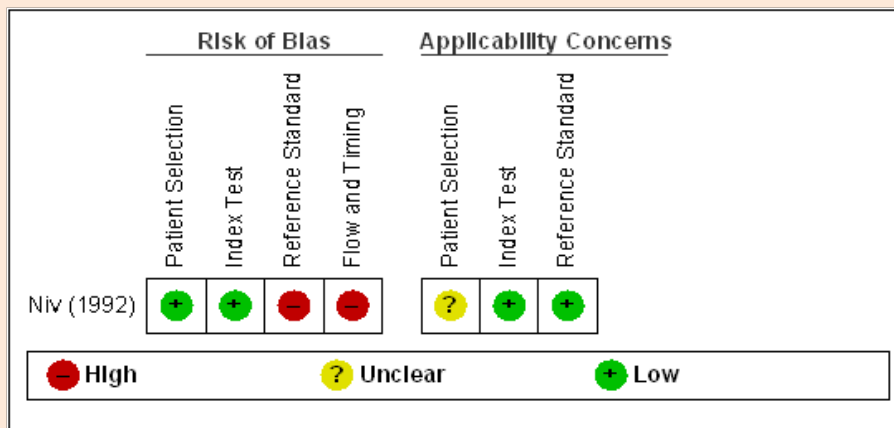 Risk of Bias
Applicability Concerns
Patient Selection
Index Test
Reference Standard
Flow and Timing
Patient Selection
Index Test
Reference Standard
Niv (1992)
+ + − − ? + +
− High
? Unclear
+ Low